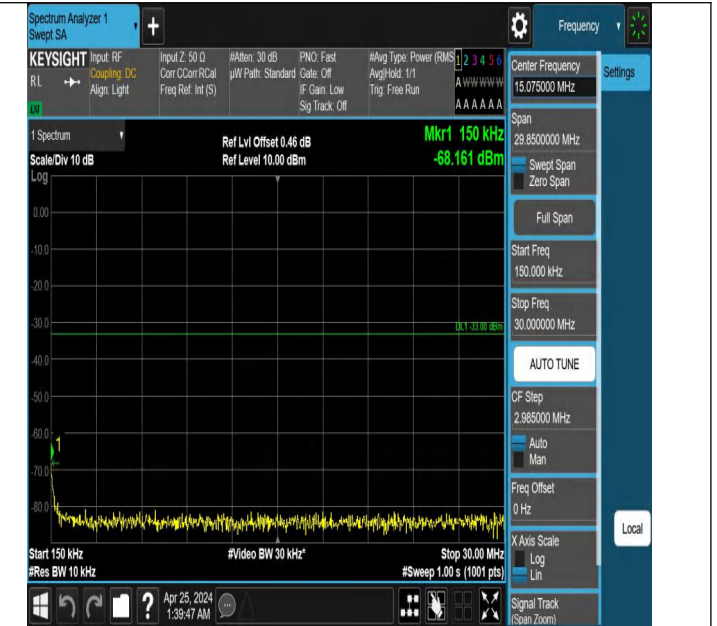 Spectrum Analyzer 1
Swept SA
Frequency
KEYSIGHT
RL
Input: RF
Coupling: DC
Align: Light
Input Z: 50 Ω
Corr CCorr RCal
Freq Ref: Int (S)
#Atten: 30 dB
µW Path: Standard
PNO: Fast
Gate: Off
IF Gain: Low
Sig Track: Off
#Avg Type: Power (RMS
Avg|Hold: 1/1
Trig: Free Run
1 2 3 4 5 6
A W W W W W
A A A A A A
1 Spectrum
Scale/Div 10 dB
Ref Lvl Offset 0.46 dB
Ref Level 10.00 dBm
Mkr1 150 kHz
-68.161 dBm
Log
0.00
-10.0
-20.0
-30.0
DL1 -33.00 dBm
-40.0
-50.0
-60.0
1
-70.0
-80.0
Start 150 kHz
#Video BW 30 kHz*
Stop 30.00 MHz
#Res BW 10 kHz
#Sweep 1.00 s (1001 pts)
?
Apr 25, 2024
1:39:47 AM
Center Frequency
15.075000 MHz
Settings
Span
29.8500000 MHz
Swept Span
Zero Span
Full Span
Start Freq
150.000 kHz
Stop Freq
30.000000 MHz
AUTO TUNE
CF Step
2.985000 MHz
Auto
Man
Freq Offset
0 Hz
X Axis Scale
Log
Lin
Local
Signal Track
(Span Zoom)